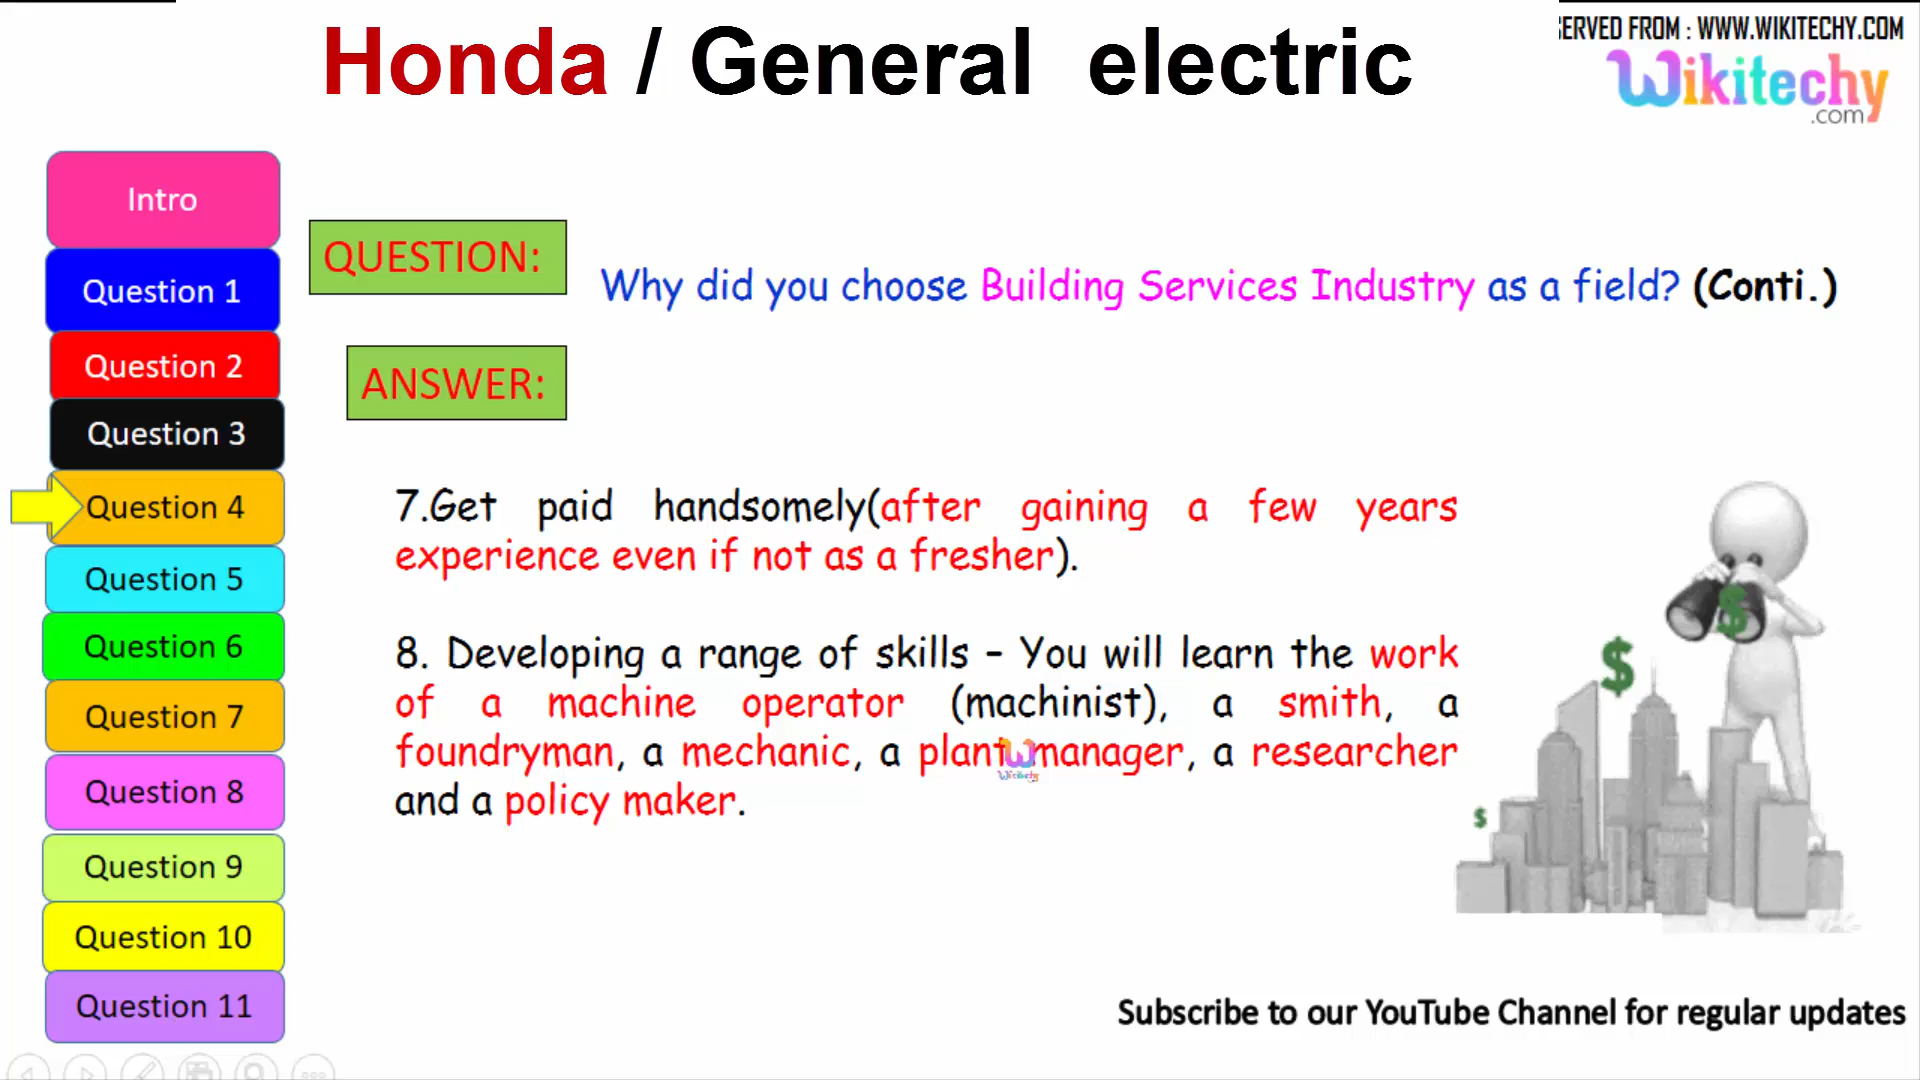 Honda / General electric
SERVED FROM : WWW.WIKITECHY.COM
Wikitechy
.com
Intro
Question 1
Question 2
Question 3
Question 4
Question 5
Question 6
Question 7
Question 8
Question 9
Question 10
Question 11
QUESTION:
Why did you choose Building Services Industry as a field? (Conti.)
ANSWER:
7.Get paid handsomely(after gaining a few years
experience even if not as a fresher).
8. Developing a range of skills – You will learn the work
of a machine operator (machinist), a smith, a
foundryman, a mechanic, a plant manager, a researcher
and a policy maker.
Wikitechy
$
$
$
Subscribe to our YouTube Channel for regular updates